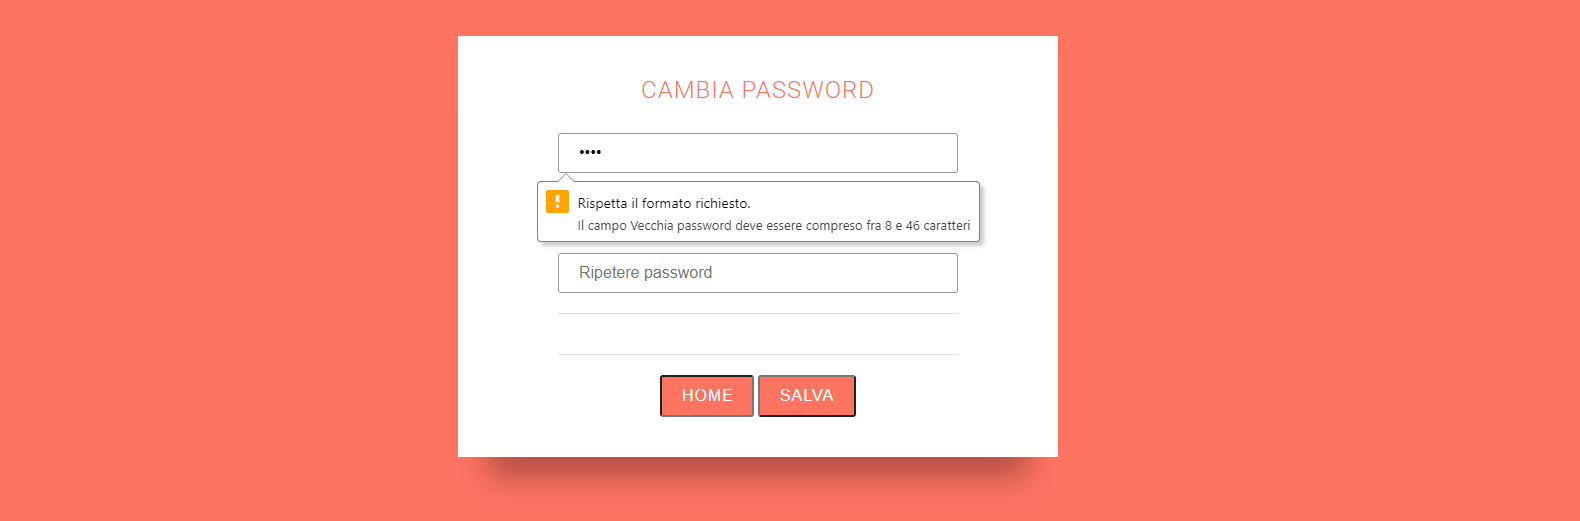 CAMBIA PASSWORD
••••
Rispetta il formato richiesto.
Il campo Vecchia password deve essere compreso fra 8 e 46 caratteri
Ripetere password
HOME SALVA